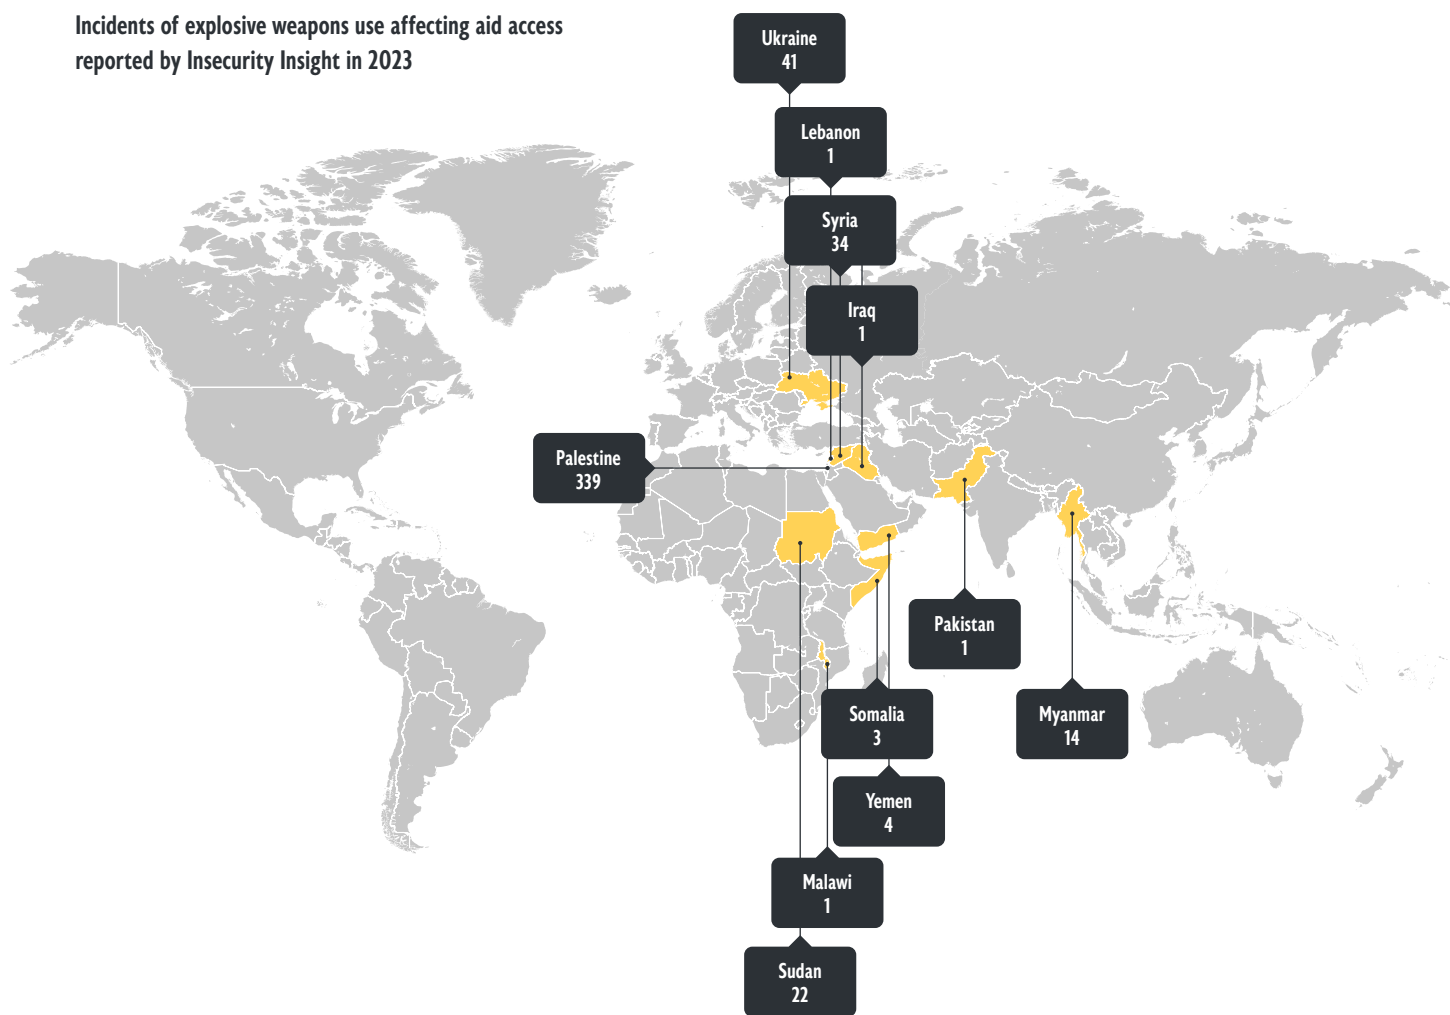 Incidents of explosive weapons use affecting aid access
reported by Insecurity Insight in 2023
Ukraine
41
Lebanon
1
Syria
34
Iraq
1
Palestine
339
Pakistan
1
Somalia
3
Myanmar
14
Yemen
4
Malawi
1
Sudan
22